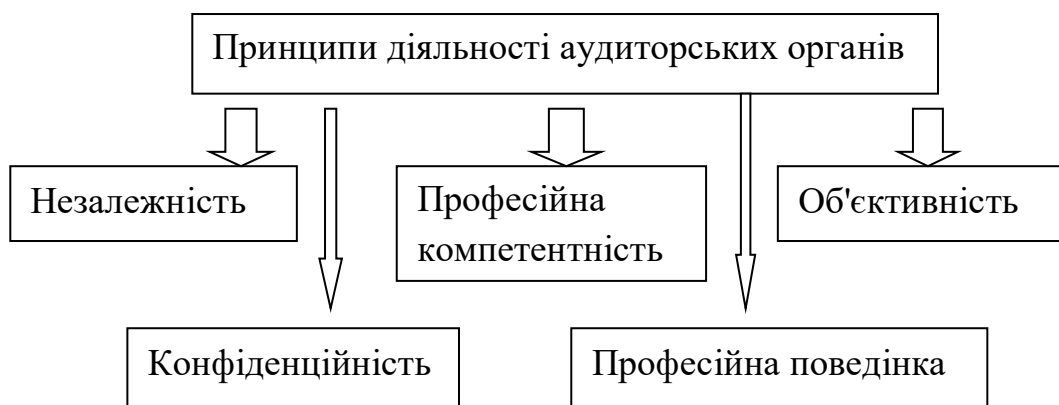 Принципи діяльності аудиторських органів
Незалежність
Професійна
компетентність
Об'єктивність
Конфіденційність
Професійна поведінка